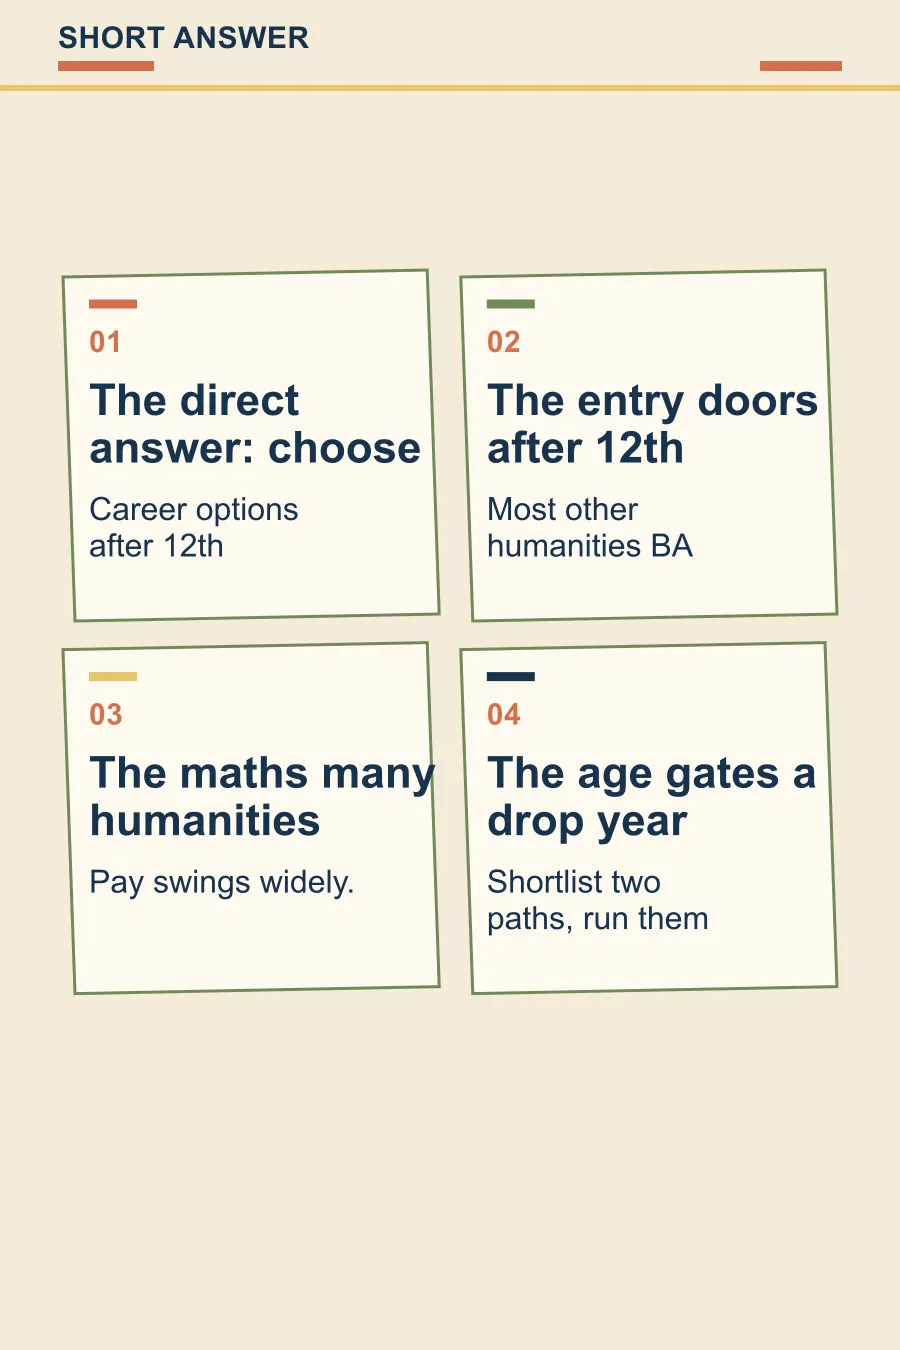 SHORT ANSWER
01
The direct
answer: choose
Career options
after 12th
02
The entry doors
after 12th
Most other
humanities BA
03
The maths many
humanities
Pay swings widely.
04
The age gates a
drop year
Shortlist two
paths, run them